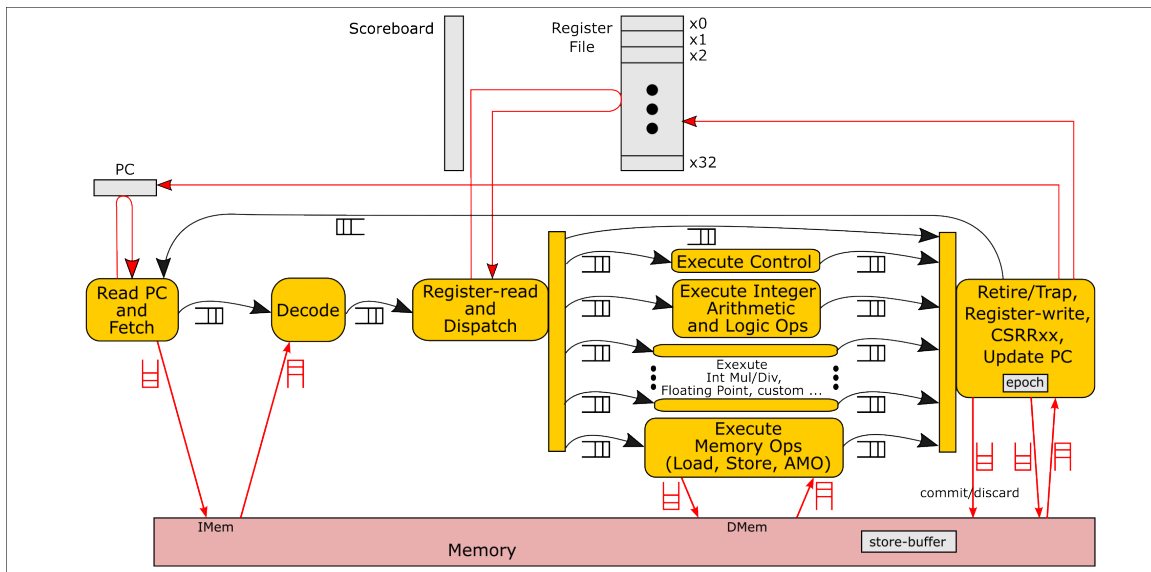 Scoreboard
Register
File
x0
x1
x2
x32
PC
Read PC
and
Fetch
Decode
Register-read
and
Dispatch
Execute Control
Execute Integer
Arithmetic
and Logic Ops
Exexute
Int Mul/Div,
Floating Point, custom ...
Execute
Memory Ops
(Load, Store, AMO)
Retire/Trap,
Register-write,
CSRRxx,
Update PC
epoch
commit/discard
IMem
DMem
store-buffer
Memory